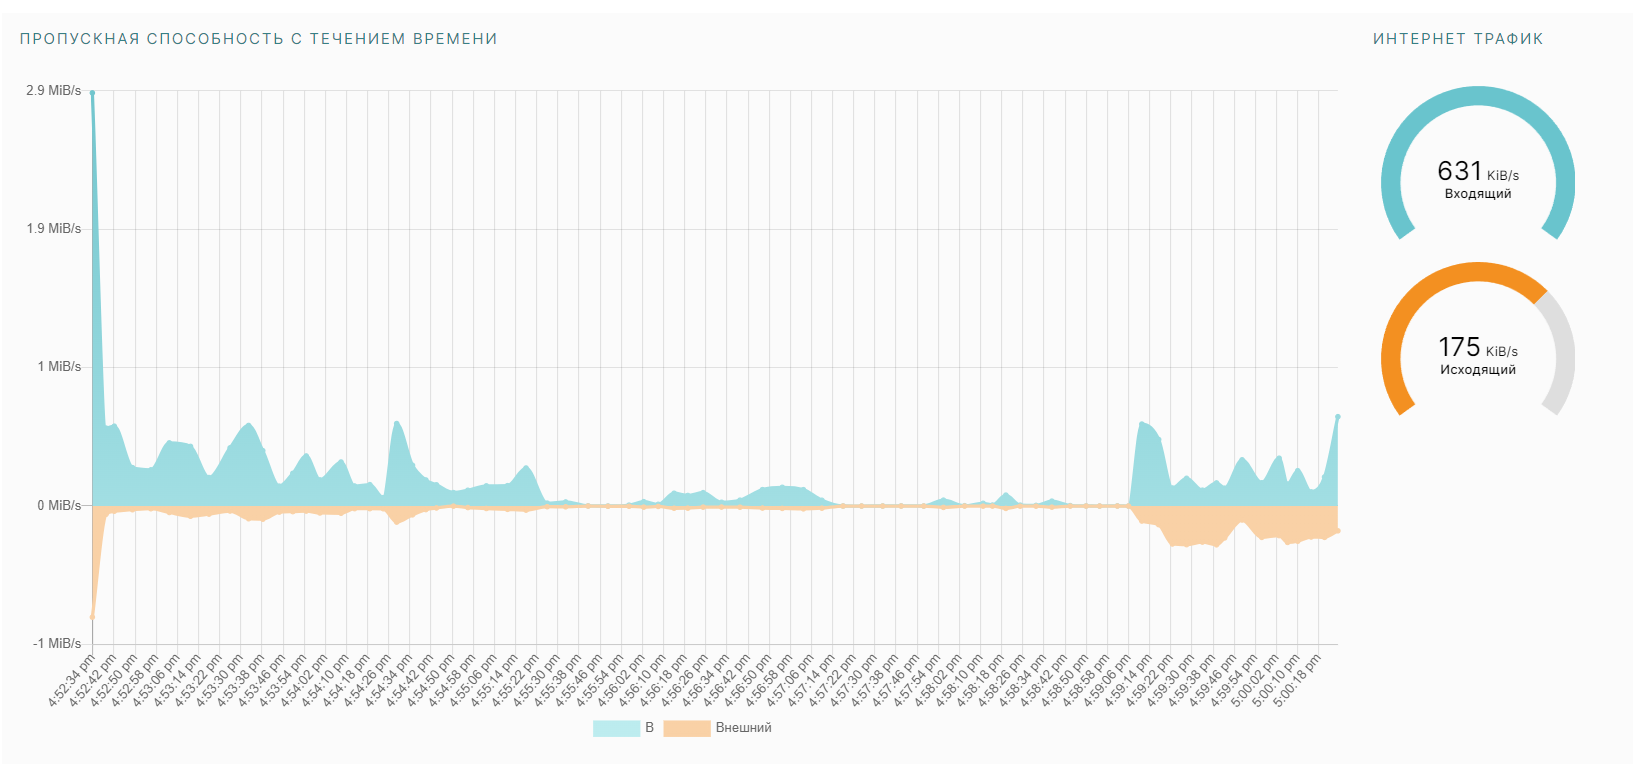 ПРОПУСКНАЯ СПОСОБНОСТЬ С ТЕЧЕНИЕМ ВРЕМЕНИ
2.9 MiB/s
1.9 MiB/s
1 MiB/s
0 MiB/s
-1 MiB/s
4:52:34 pm
4:52:42 pm
4:52:50 pm
4:52:58 pm
4:53:06 pm
4:53:14 pm
4:53:22 pm
4:53:30 pm
4:53:38 pm
4:53:46 pm
4:53:54 pm
4:54:02 pm
4:54:10 pm
4:54:18 pm
4:54:26 pm
4:54:34 pm
4:54:42 pm
4:54:50 pm
4:54:58 pm
4:55:06 pm
4:55:14 pm
4:55:22 pm
4:55:30 pm
4:55:38 pm
4:55:46 pm
4:55:54 pm
4:56:02 pm
4:56:10 pm
4:56:18 pm
4:56:26 pm
4:56:34 pm
4:56:42 pm
4:56:50 pm
4:56:58 pm
4:57:06 pm
4:57:14 pm
4:57:22 pm
4:57:30 pm
4:57:38 pm
4:57:46 pm
4:57:54 pm
4:58:02 pm
4:58:10 pm
4:58:18 pm
4:58:26 pm
4:58:34 pm
4:58:42 pm
4:58:50 pm
4:58:58 pm
4:59:06 pm
4:59:14 pm
4:59:22 pm
4:59:30 pm
4:59:38 pm
4:59:46 pm
4:59:54 pm
5:00:02 pm
5:00:10 pm
5:00:18 pm
В Внешний
ИНТЕРНЕТ ТРАФИК
631 KiB/s
Входящий
175 KiB/s
Исходящий